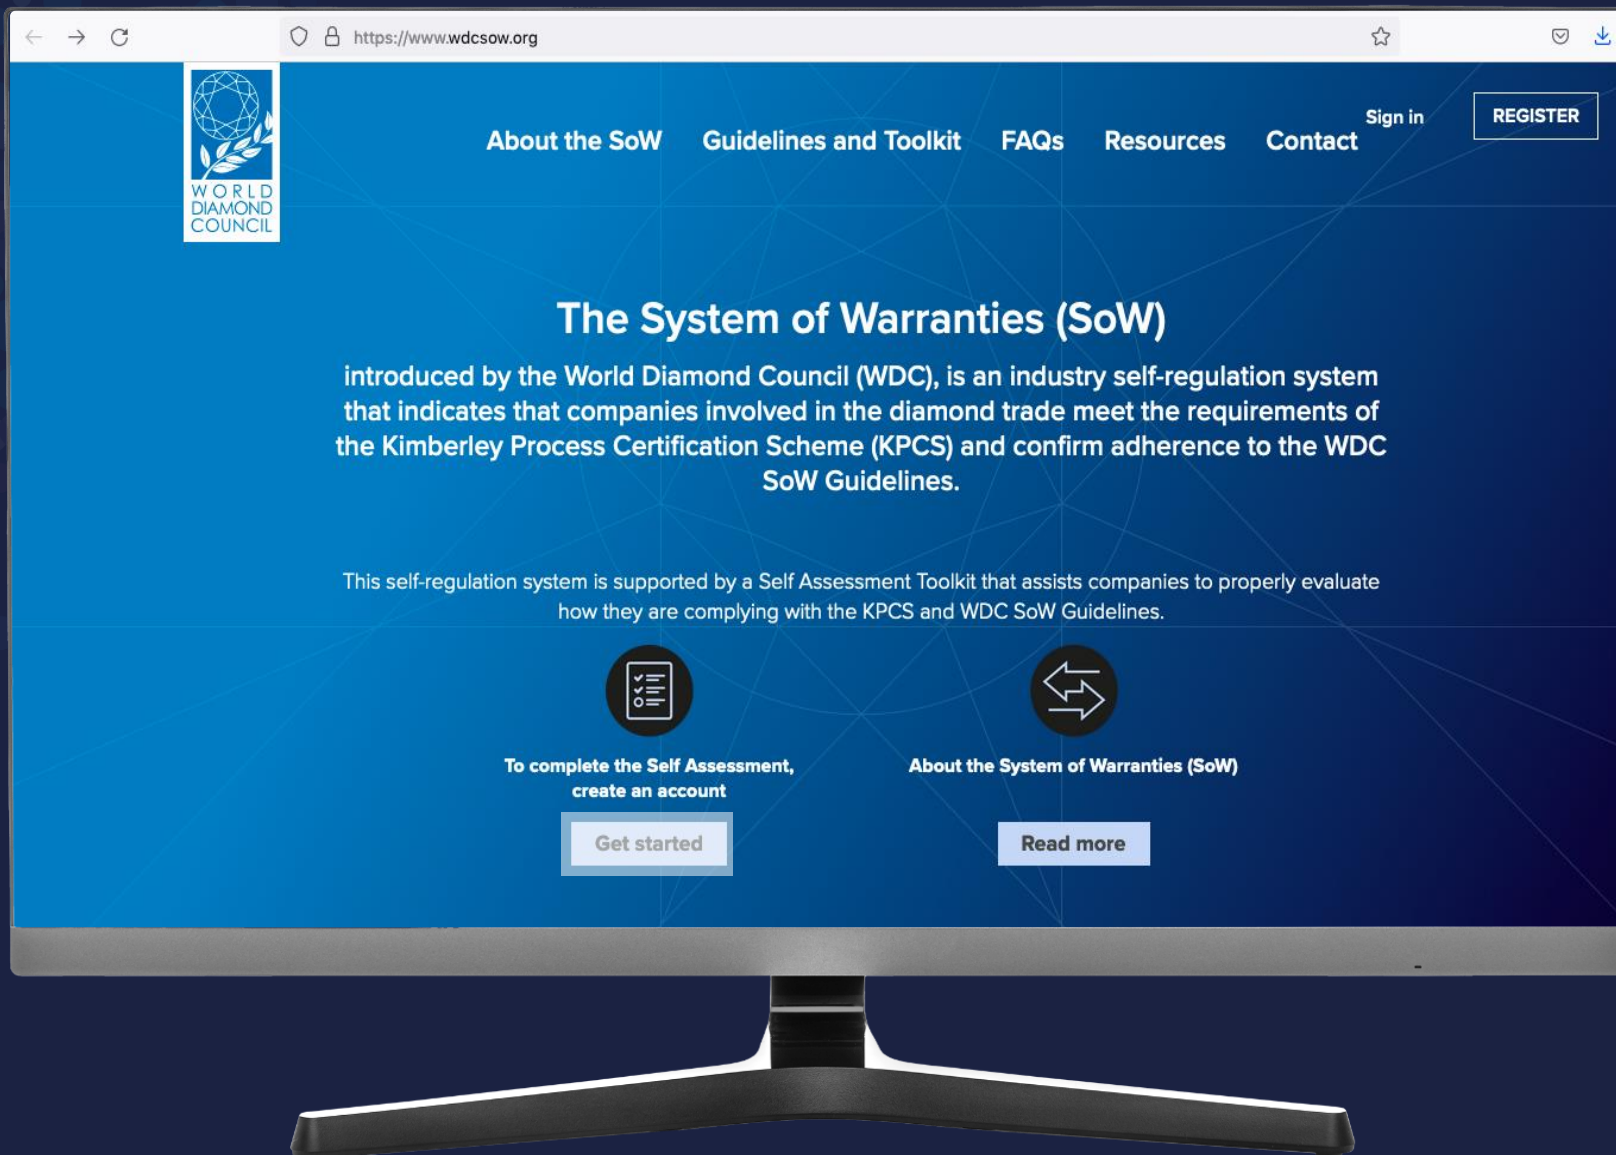 https://www.wdcsow.org
WORLD
DIAMOND
COUNCIL
About the SoW Guidelines and Toolkit FAQs Resources Contact Sign in REGISTER
The System of Warranties (SoW)
introduced by the World Diamond Council (WDC), is an industry self-regulation system
that indicates that companies involved in the diamond trade meet the requirements of
the Kimberley Process Certification Scheme (KPCS) and confirm adherence to the WDC
SoW Guidelines.
This self-regulation system is supported by a Self Assessment Toolkit that assists companies to properly evaluate
how they are complying with the KPCS and WDC SoW Guidelines.
To complete the Self Assessment,
create an account
Get started
About the System of Warranties (SoW)
Read more